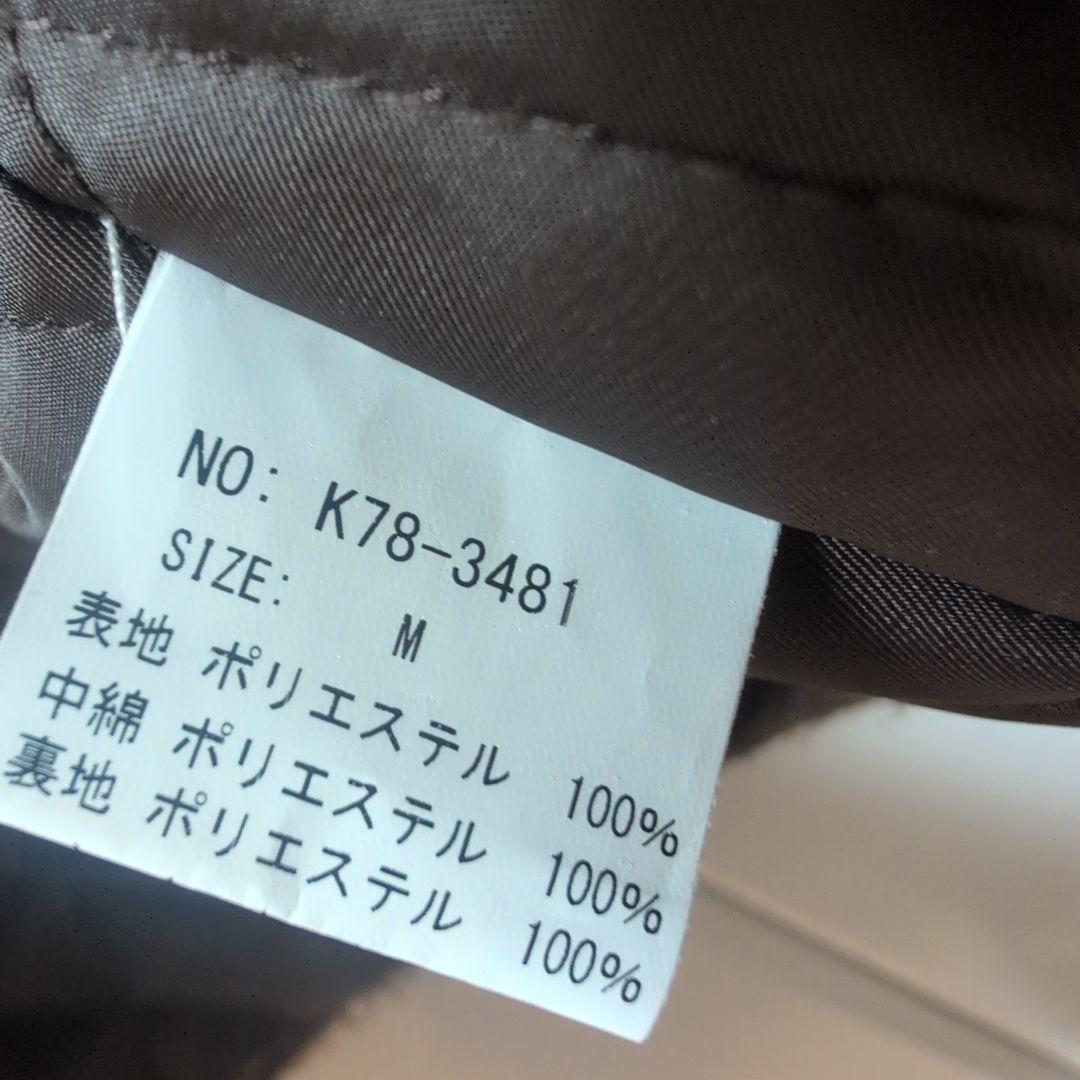 NO: K78-3481
SIZE: M
表地 ポリエステル 100%
中綿 ポリエステル 100%
裏地 ポリエステル 100%